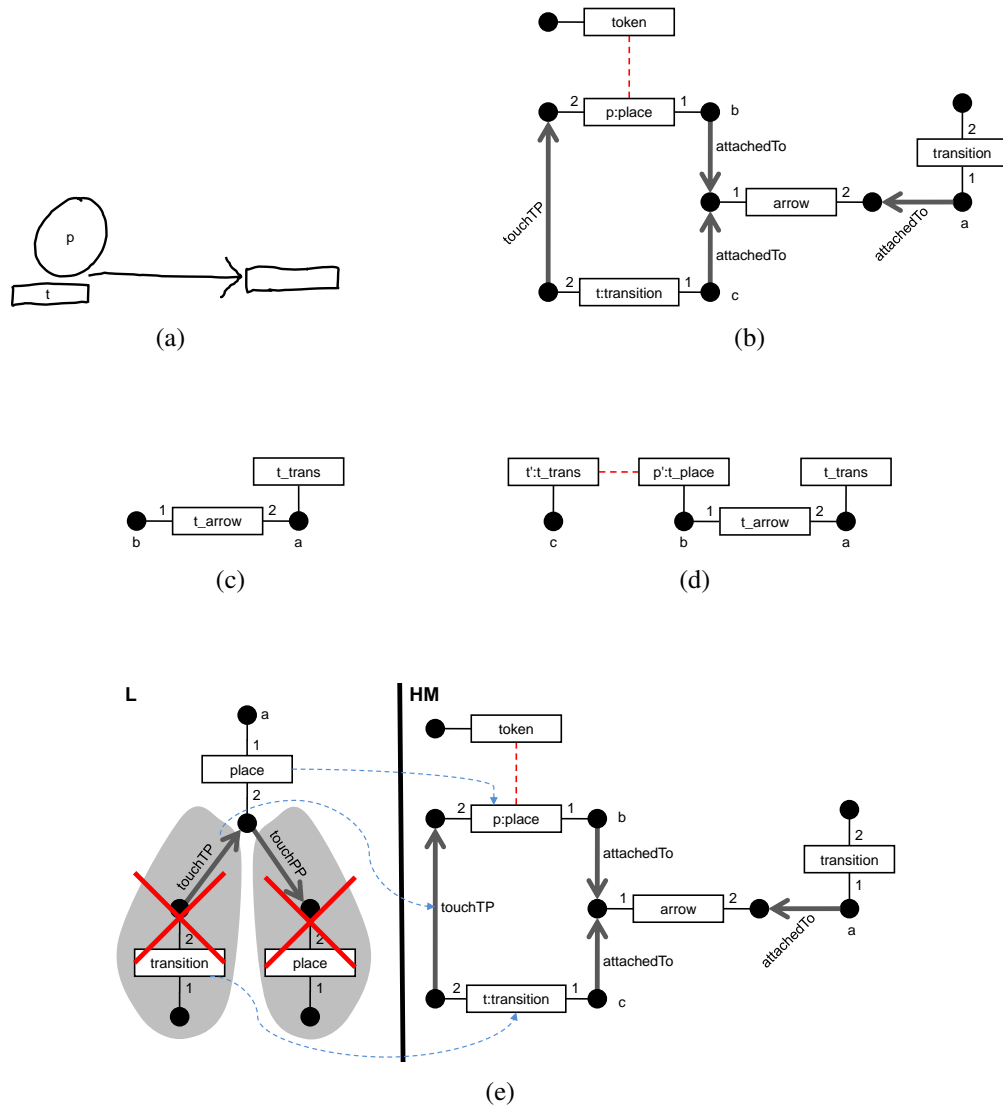 p
t
(a)
token
2
p:place
1
b
attachedTo
touchTP
1
arrow
2
attachedTo
2
transition
1
a
attachedTo
2
t:transition
1
c
(b)
t_trans
1
t_arrow
2
b
a
(c)
t':t_trans
p':t_place
t_trans
1
t_arrow
2
c
b
a
(d)
L
a
1
place
2
touchTP
touchPP
2
2
transition
place
1
1
HM
token
2
p:place
1
b
attachedTo
touchTP
1
arrow
2
attachedTo
2
transition
1
a
attachedTo
2
t:transition
1
c
(e)